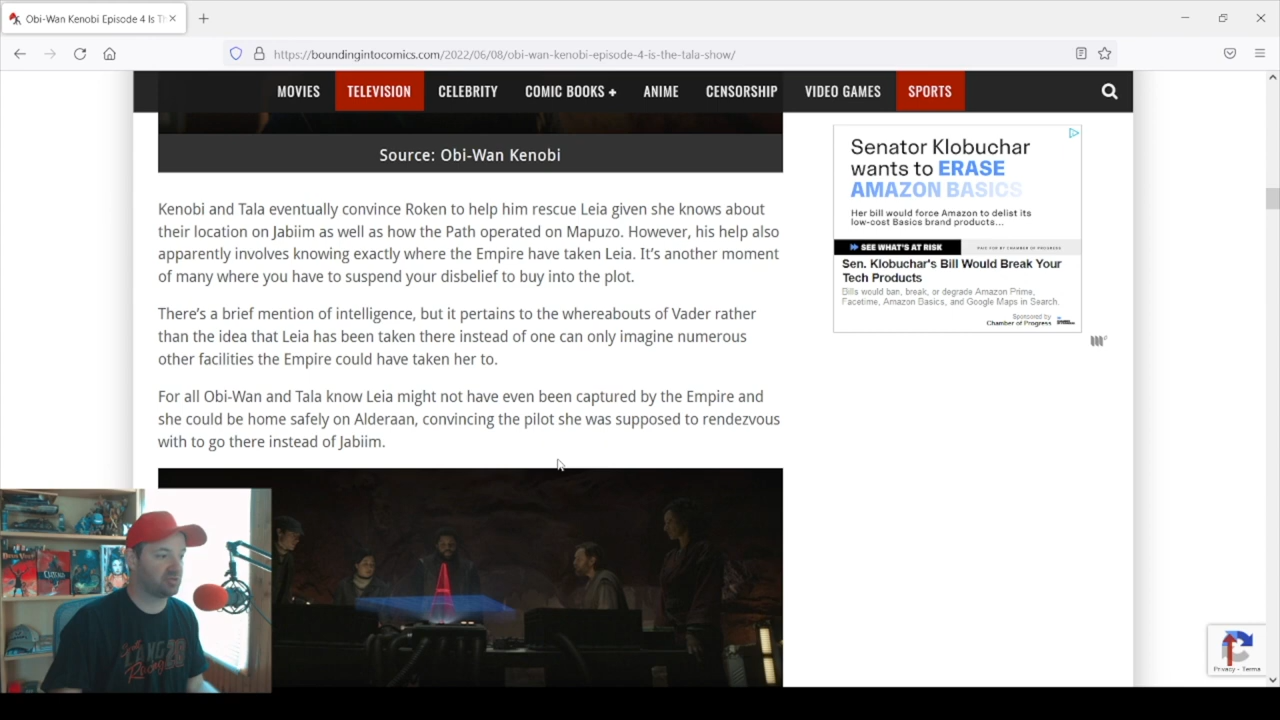 Obi-Wan Kenobi Episode 4 Is Th
https://boundingintocomics.com/2022/06/08/obi-wan-kenobi-episode-4-is-the-tala-show/
MOVIES TELEVISION CELEBRITY COMIC BOOKS + ANIME CENSORSHIP VIDEO GAMES SPORTS
Source: Obi-Wan Kenobi
Kenobi and Tala eventually convince Roken to help him rescue Leia given she knows about
their location on Jabiim as well as how the Path operated on Mapuzo. However, his help also
apparently involves knowing exactly where the Empire have taken Leia. It’s another moment
of many where you have to suspend your disbelief to buy into the plot.
There’s a brief mention of intelligence, but it pertains to the whereabouts of Vader rather
than the idea that Leia has been taken there instead of one can only imagine numerous
other facilities the Empire could have taken her to.
For all Obi-Wan and Tala know Leia might not have even been captured by the Empire and
she could be home safely on Alderaan, convincing the pilot she was supposed to rendezvous
with to go there instead of Jabiim.
Senator Klobuchar
wants to ERASE
AMAZON BASICS
Her bill would force Amazon to delist its
low-cost Basics brand products...
SEE WHAT'S AT RISK PAID FOR BY CHAMBER OF PROGRESS
Sen. Klobuchar's Bill Would Break Your
Tech Products
Bills would ban, break, or degrade Amazon Prime,
Facetime, Amazon Basics, and Google Maps in Search.
Sponsored by
Chamber of Progress
Privacy - Terms